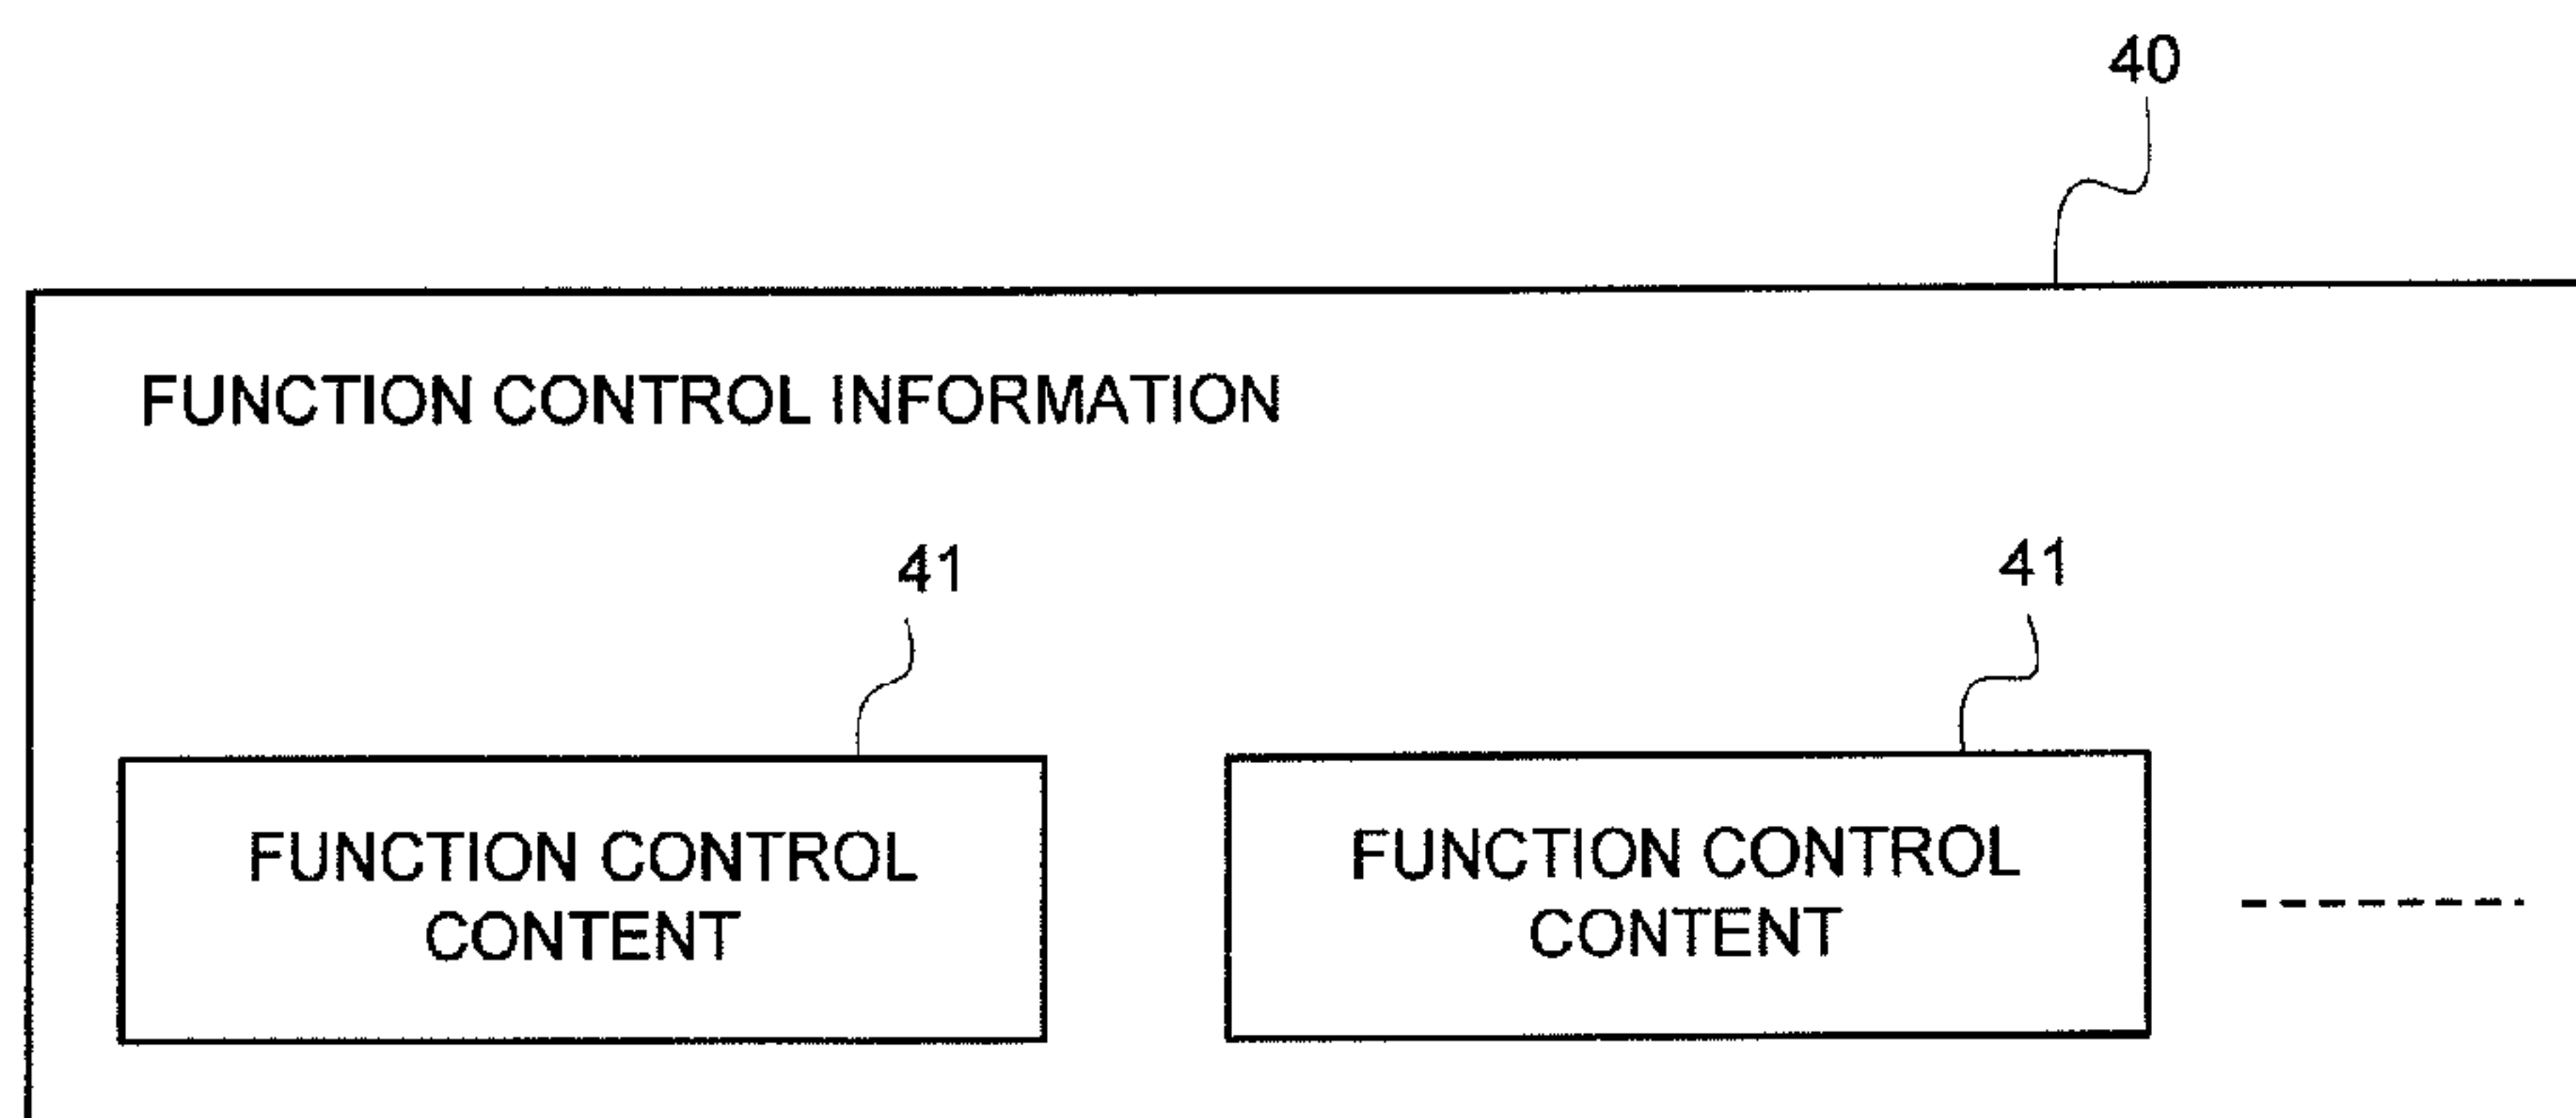 40
FUNCTION CONTROL INFORMATION
41
41
FUNCTION CONTROL
CONTENT
FUNCTION CONTROL
CONTENT